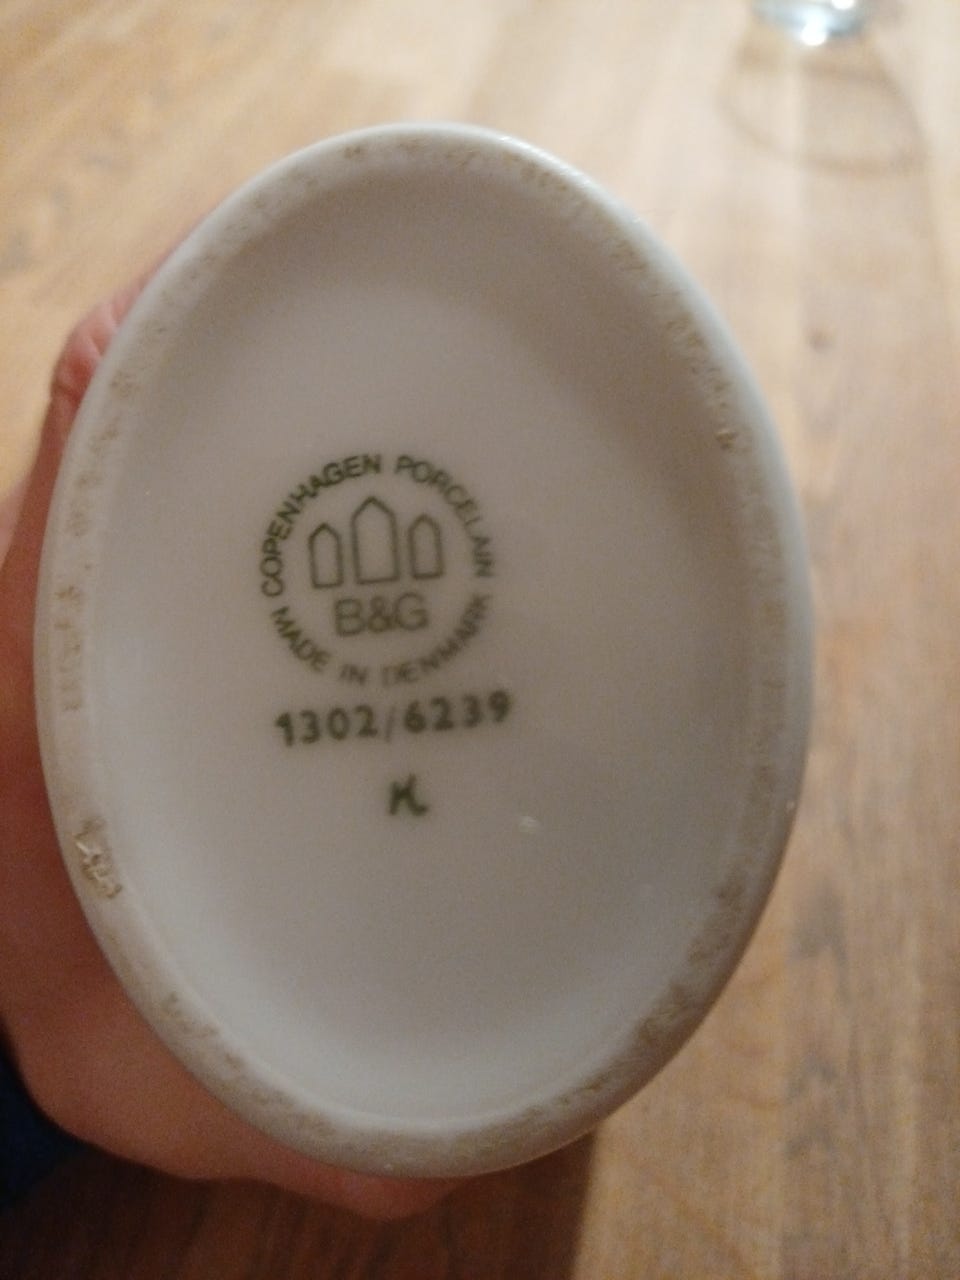 COPENHAGEN PORCELAIN
B&G
MADE IN DENMARK
1302/6239
K